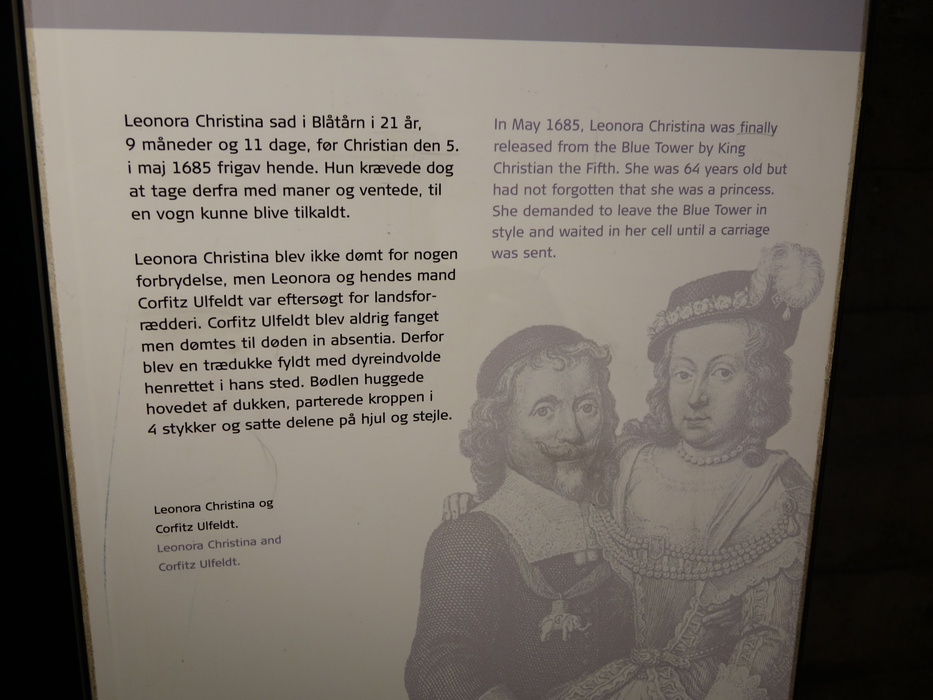 Leonora Christina sad i Blåtårn i 21 år,
9 måneder og 11 dage, før Christian den 5.
i maj 1685 frigav hende. Hun krævede dog
at tage derfra med maner og ventede, til
en vogn kunne blive tilkaldt.
Leonora Christina blev ikke dømt for nogen
forbrydelse, men Leonora og hendes mand
Corfitz Ulfeldt var eftersøgt for landsfor-
rædderi. Corfitz Ulfeldt blev aldrig fanget
men dømtes til døden in absentia. Derfor
blev en trædukke fyldt med dyreindvolde
henrettet i hans sted. Bødlen huggede
hovedet af dukken, parterede kroppen i
4 stykker og satte delene på hjul og stejle.
In May 1685, Leonora Christina was finally
released from the Blue Tower by King
Christian the Fifth. She was 64 years old but
had not forgotten that she was a princess.
She demanded to leave the Blue Tower in
style and waited in her cell until a carriage
was sent.
Leonora Christina og
Corfitz Ulfeldt.
Leonora Christina and
Corfitz Ulfeldt.